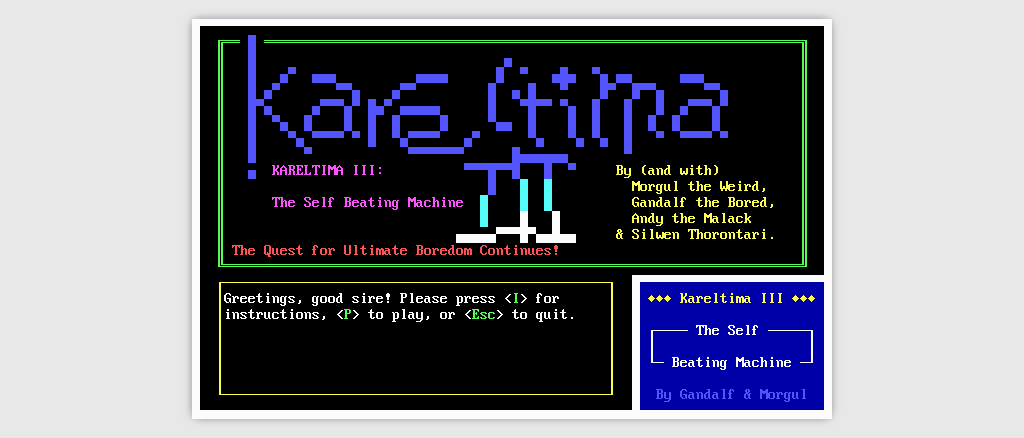 Kareltima
III
KARELTIMA III:
The Self Beating Machine
By (and with)
Morgul the Weird,
Gandalf the Bored,
Andy the Malack
& Silwen Thorontari.
The Quest for Ultimate Boredom Continues!
Greetings, good sire! Please press <I> for
instructions, <P> to play, or <Esc> to quit.
♦♦♦ Kareltima III ♦♦♦
The Self
Beating Machine
By Gandalf & Morgul